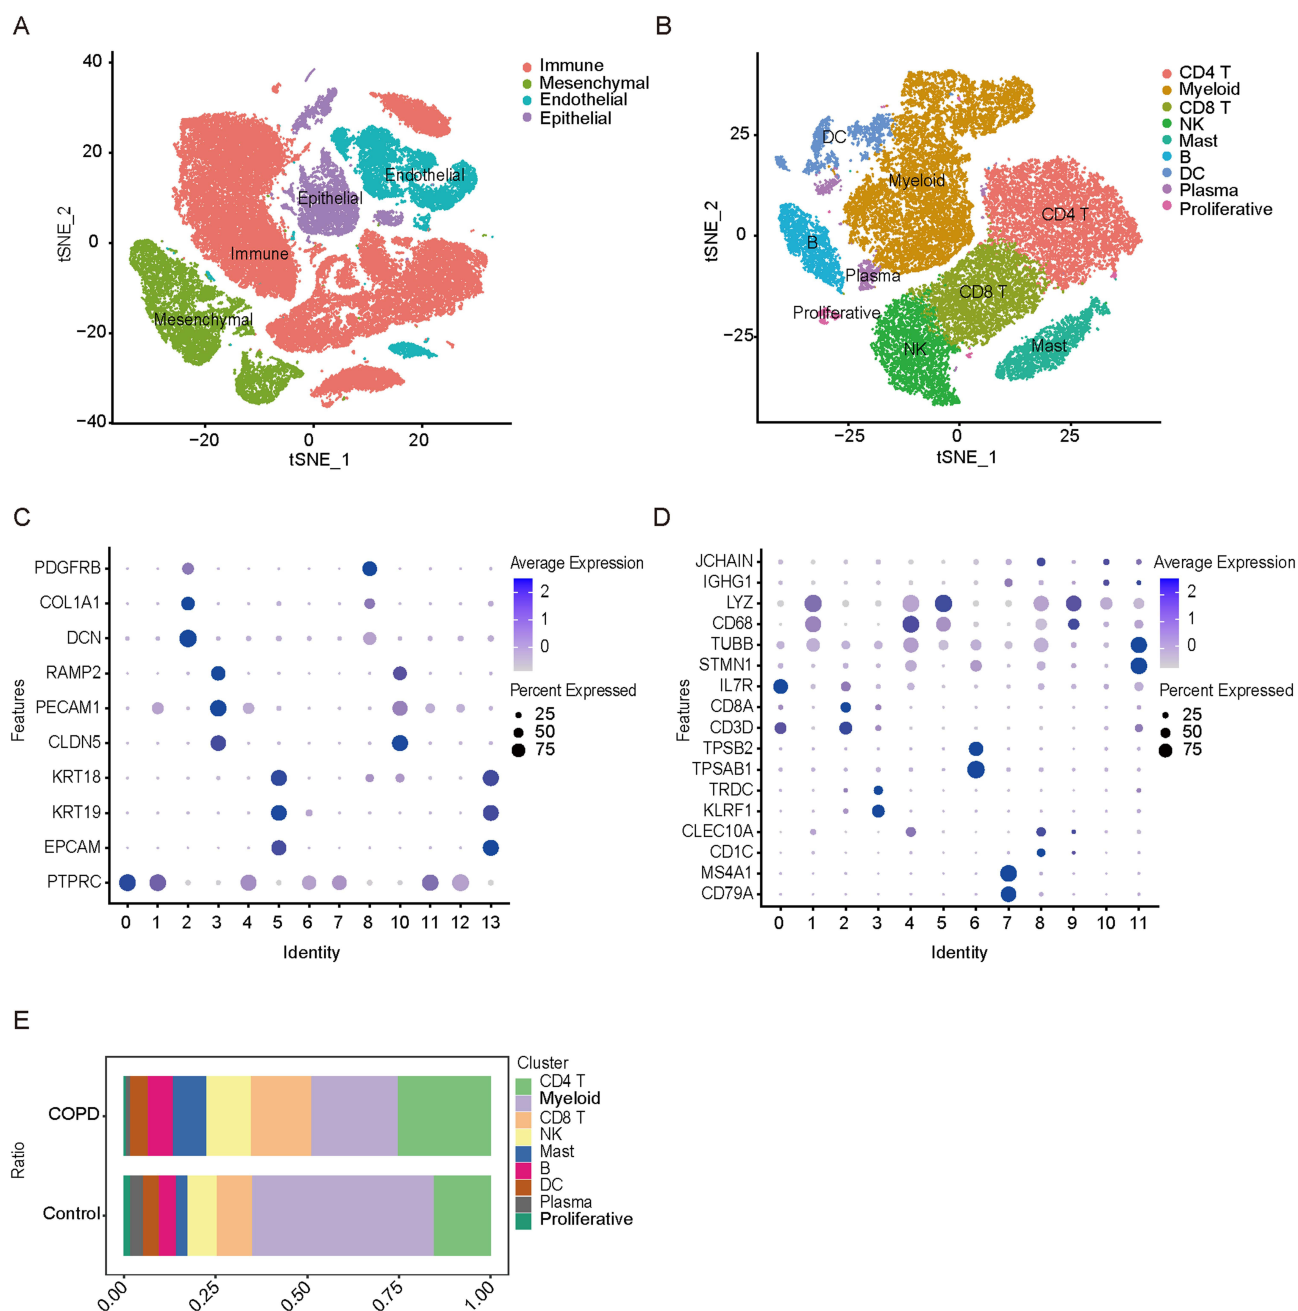 A
40
20
0
−20
−40
tSNE_2
−20
0
20
tSNE_1
Immune
Mesenchymal
Endothelial
Epithelial
Endothelial
Epithelial
Immune
Mesenchymal
B
25
0
−25
tSNE_2
−25
0
25
tSNE_1
DC
Myeloid
CD4 T
B
Plasma
CD8 T
Proliferative
NK
Mast
CD4 T
Myeloid
CD8 T
NK
Mast
B
DC
Plasma
Proliferative
C
Features
PDGFRB
COL1A1
DCN
RAMP2
PECAM1
CLDN5
KRT18
KRT19
EPCAM
PTPRC
0 1 2 3 4 5 6 7 8 10 11 12 13
Identity
Average Expression
2
1
0
Percent Expressed
25
50
75
D
Features
JCHAIN
IGHG1
LYZ
CD68
TUBB
STMN1
IL7R
CD8A
CD3D
TPSB2
TPSAB1
TRDC
KLRF1
CLEC10A
CD1C
MS4A1
CD79A
0 1 2 3 4 5 6 7 8 9 10 11
Identity
Average Expression
2
1
0
Percent Expressed
25
50
75
E
Ratio
COPD
Control
0.00
0.25
0.50
0.75
1.00
Cluster
CD4 T
Myeloid
CD8 T
NK
Mast
B
DC
Plasma
Proliferative